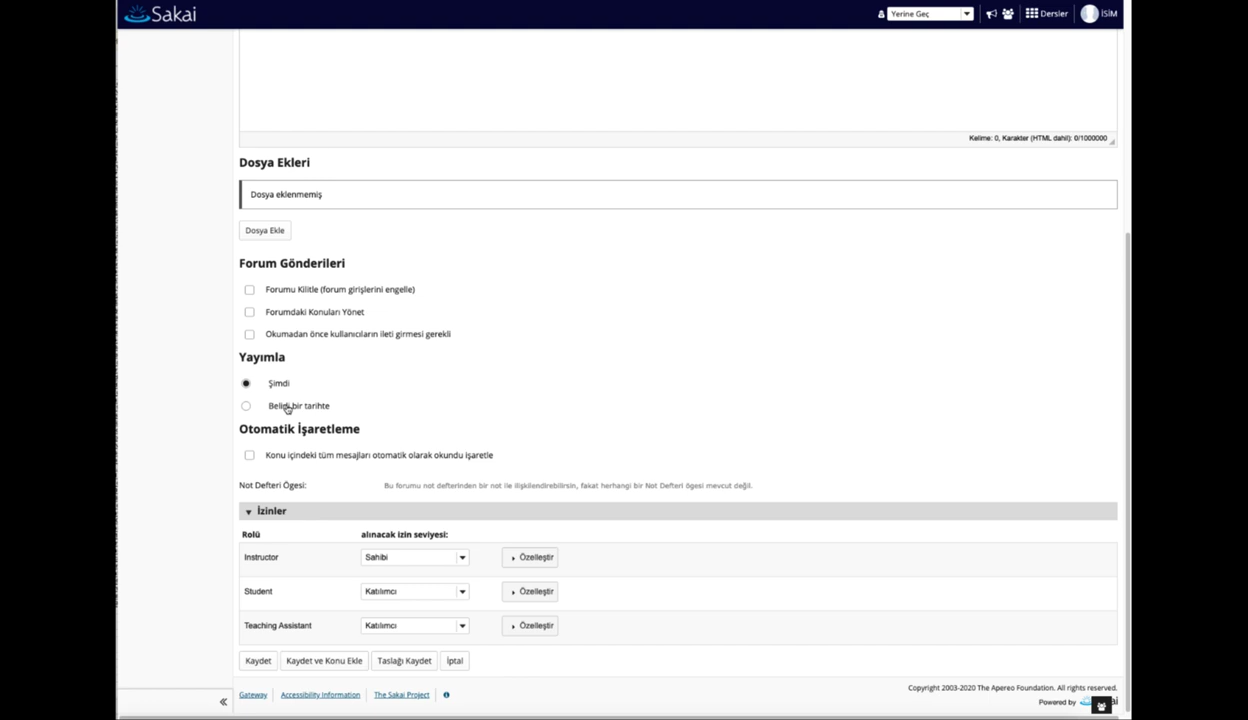 Sakai
Yerine Geç
Dersler
İSİM
Kelime: 0, Karakter (HTML dahil): 0/1000000
Dosya Ekleri
Dosya eklenmemiş
Dosya Ekle
Forum Gönderileri
Forumu Kilitle (forum girişlerini engelle)
Forumdaki Konuları Yönet
Okumadan önce kullanıcıların ileti girmesi gerekli
Yayımla
Şimdi
Belirli bir tarihte
Otomatik İşaretleme
Konu içindeki tüm mesajları otomatik olarak okundu işaretle
Not Defteri Ögesi: Bu forumu not defterinden bir not ile ilişkilendirebilirsin, fakat herhangi bir Not Defteri ögesi mevcut değil.
İzinler
Rolü alınacak izin seviyesi:
Instructor Sahibi Özelleştir
Student Katılımcı Özelleştir
Teaching Assistant Katılımcı Özelleştir
Kaydet Kaydet ve Konu Ekle Taslağı Kaydet İptal
Gateway Accessibility Information The Sakai Project
Copyright 2003-2020 The Apereo Foundation. All rights reserved.
Powered by